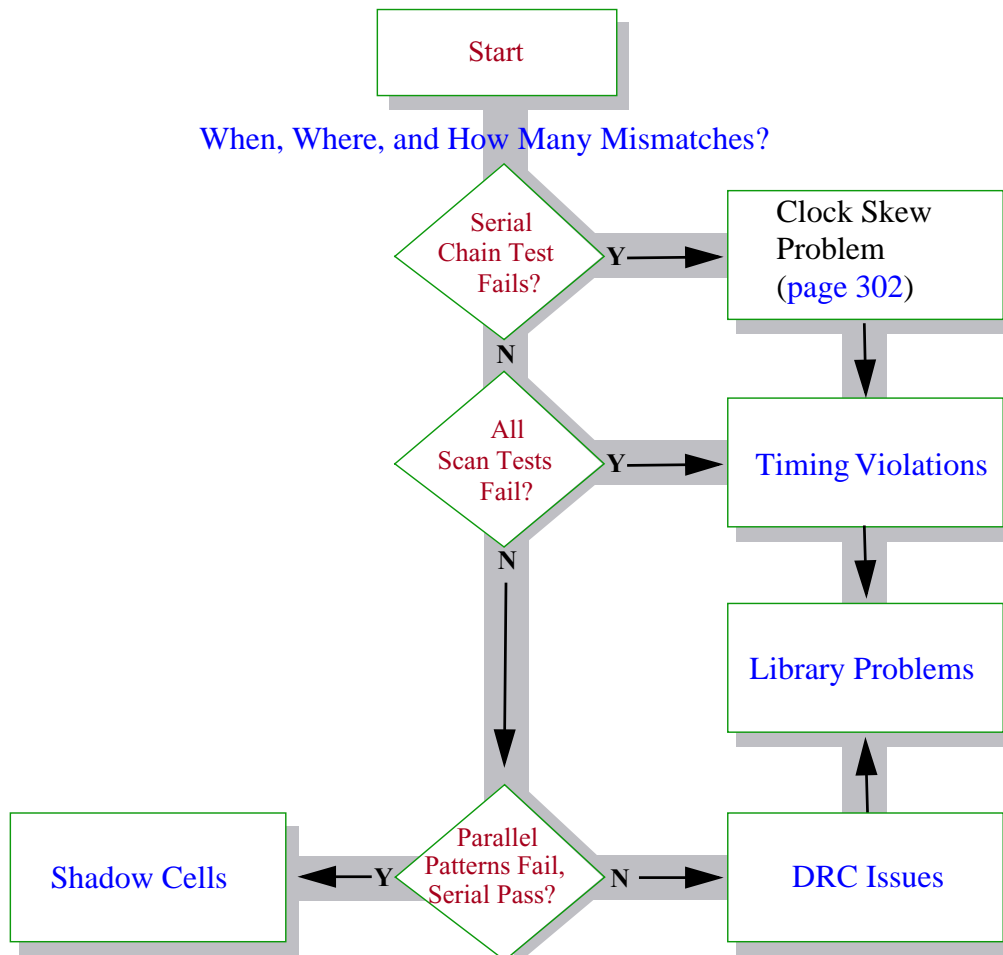 Start
When, Where, and How Many Mismatches?
Serial
Chain Test
Fails?
Y
Clock Skew
Problem
(page 302)
N
All
Scan Tests
Fail?
Y
Timing Violations
N
Library Problems
Parallel
Patterns Fail,
Serial Pass?
Y
Shadow Cells
N
DRC Issues